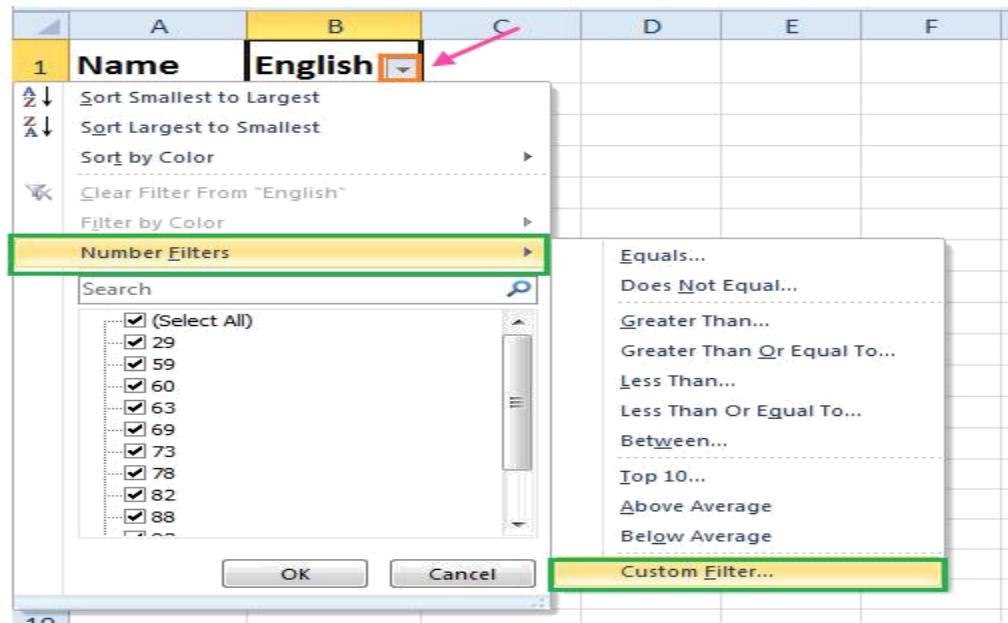 A B C D E F
1 Name English
Sort Smallest to Largest
Sort Largest to Smallest
Sort by Color
Clear Filter From "English"
Filter by Color
Number Filters
Search
(Select All)
29
59
60
63
69
73
78
82
88
OK Cancel
Equals...
Does Not Equal...
Greater Than...
Greater Than Or Equal To...
Less Than...
Less Than Or Equal To...
Between...
Top 10...
Above Average
Below Average
Custom Filter...